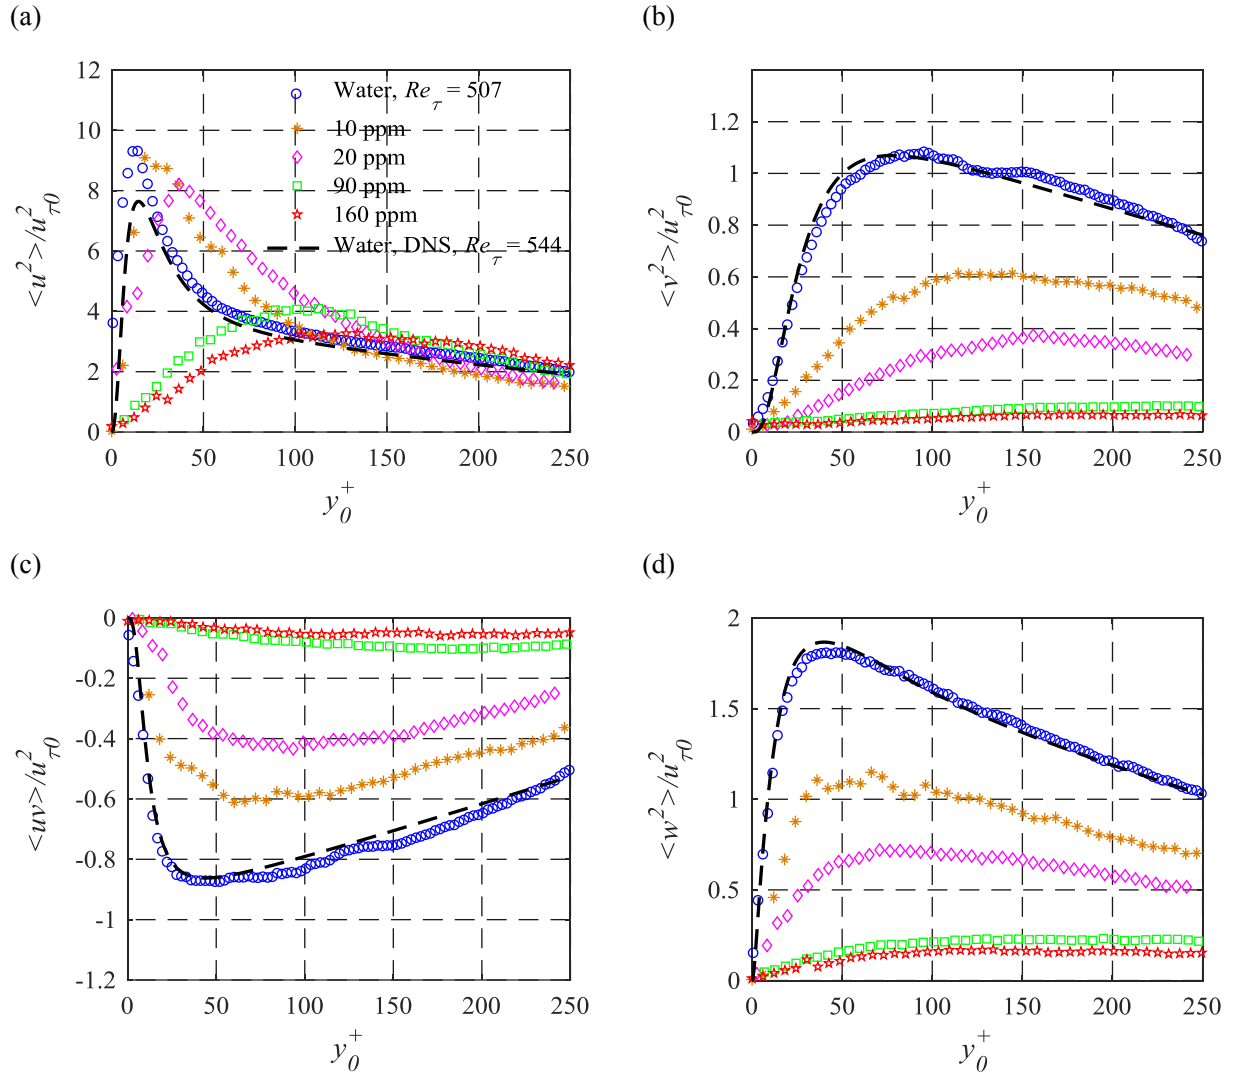 (a)
12
10
8
6
4
2
0
0 50 100 150 200 250
<u²>/u²τ0
y₀⁺
Water, Reτ = 507
10 ppm
20 ppm
90 ppm
160 ppm
Water, DNS, Reτ = 544
(b)
1.2
1
0.8
0.6
0.4
0.2
0
0 50 100 150 200 250
<v²>/u²τ0
y₀⁺
(c)
0
-0.2
-0.4
-0.6
-0.8
-1
-1.2
0 50 100 150 200 250
<uv>/u²τ0
y₀⁺
(d)
2
1.5
1
0.5
0
0 50 100 150 200 250
<w²>/u²τ0
y₀⁺